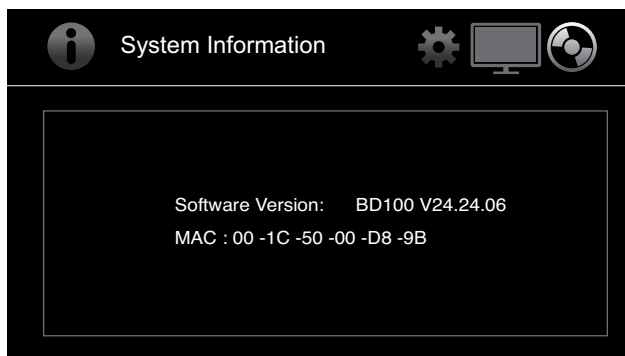 System Information
Software Version: BD100 V24.24.06
MAC : 00 -1C -50 -00 -D8 -9B